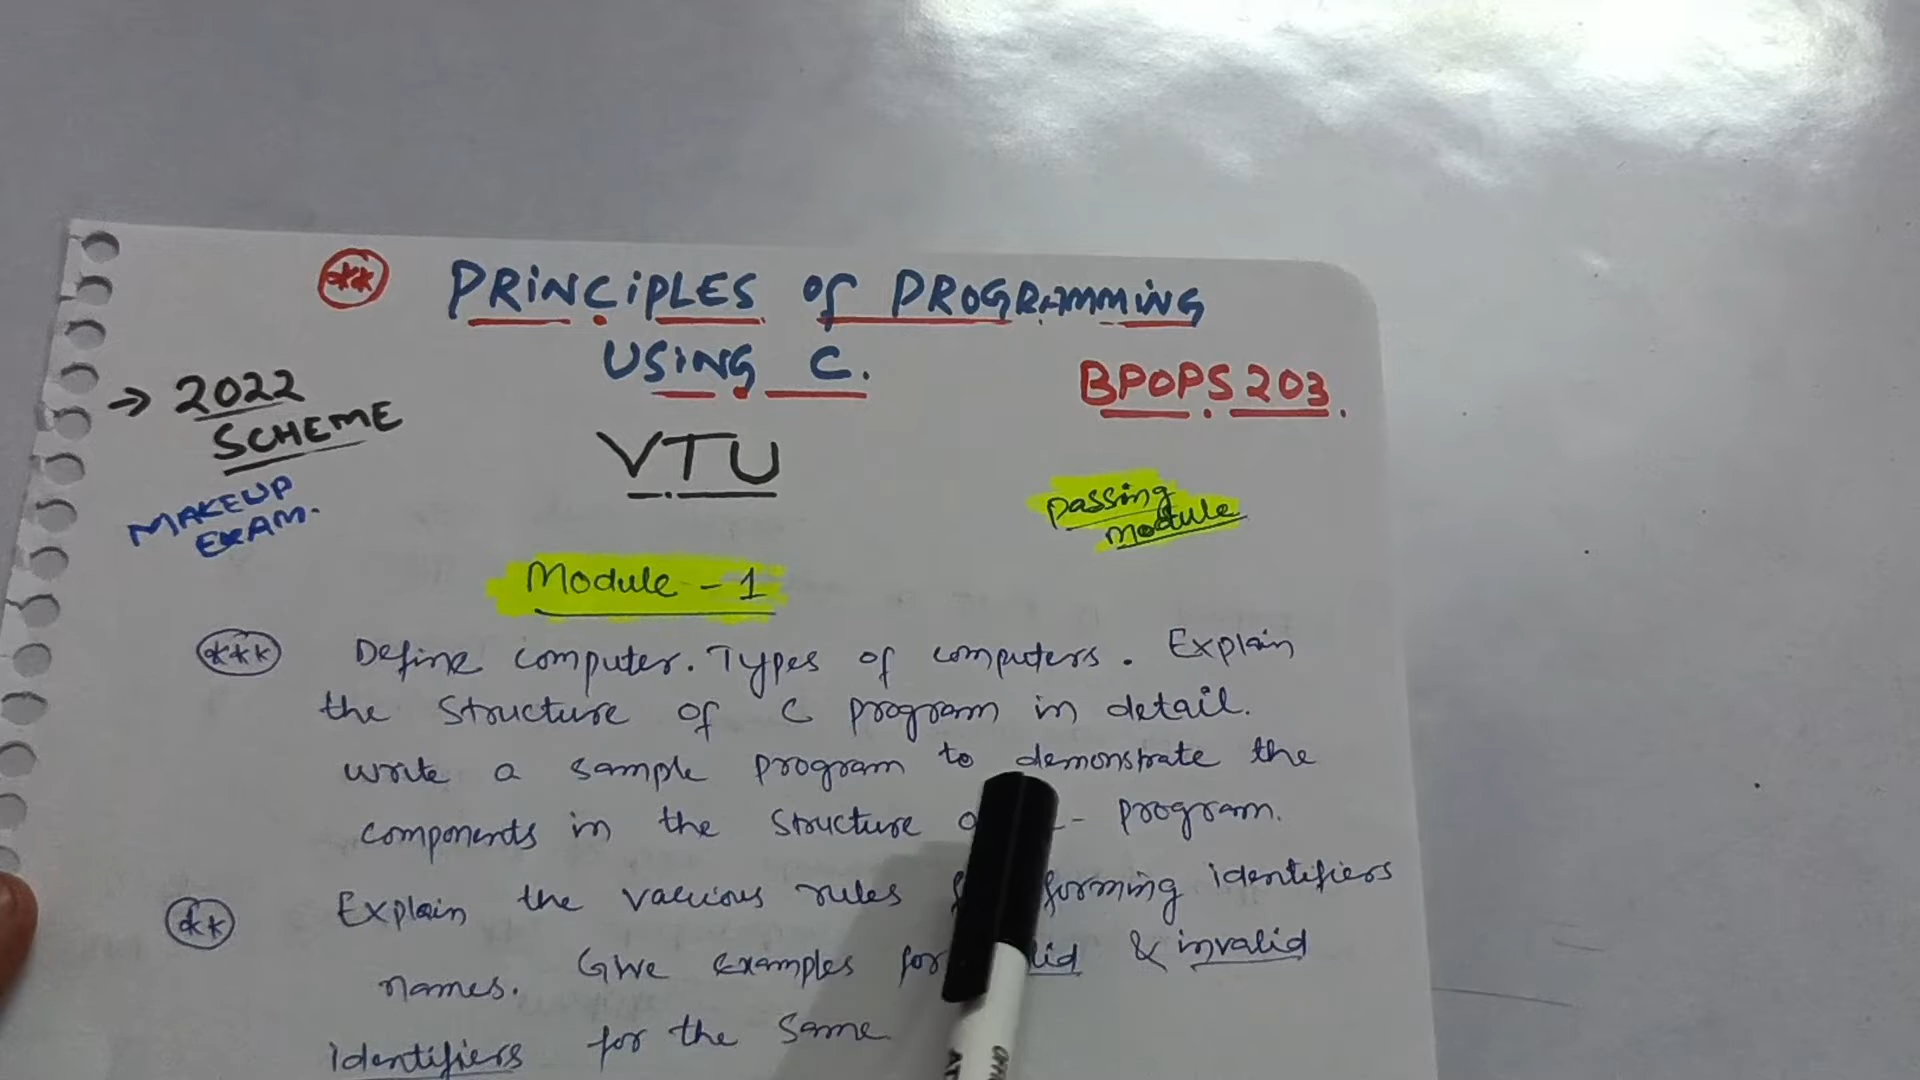 ** PRINCIPLES of PROGRAMMING
USING C.
BPOPS203.
→ 2022
SCHEME
VTU
MAKEUP
EXAM.
passing
module
Module - 1
*** Define computer. Types of computers. Explain
the structure of C program in detail.
write a sample program to demonstrate the
components in the structure program.
** Explain the various rules forming identifiers
names. Give examples for & invalid
identifiers for the same